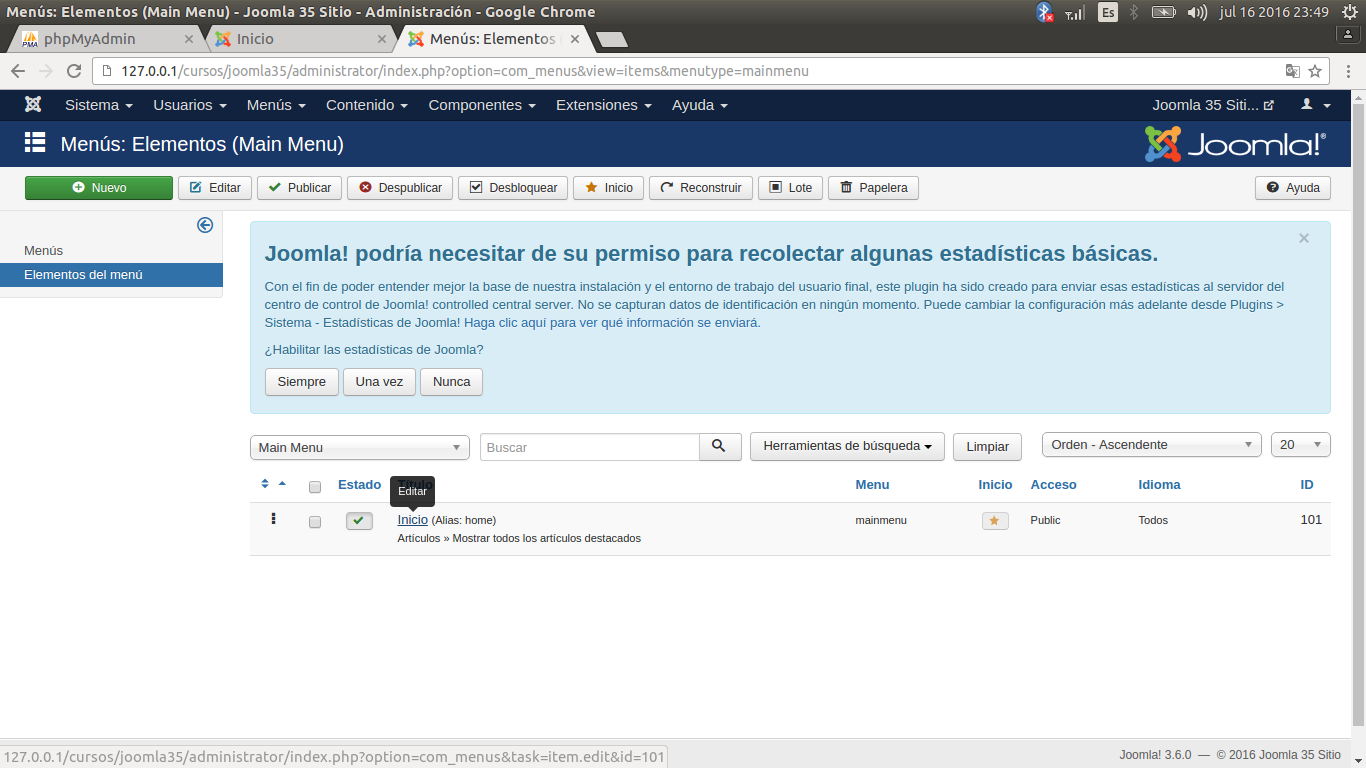 Menús: Elementos (Main Menu) - Joomla 35 Sitio - Administración - Google Chrome
Es
jul 16 2016 23:49
PMA
phpMyAdmin
Inicio
Menús: Elementos
127.0.0.1/cursos/joomla35/administrator/index.php?option=com_menus&view=items&menutype=mainmenu
Sistema
Usuarios
Menús
Contenido
Componentes
Extensiones
Ayuda
Joomla 35 Siti...
Menús: Elementos (Main Menu)
Joomla!®
Nuevo
Editar
Publicar
Despublicar
Desbloquear
Inicio
Reconstruir
Lote
Papelera
Ayuda
Menús
Elementos del menú
Joomla! podría necesitar de su permiso para recolectar algunas estadísticas básicas.
×
Con el fin de poder entender mejor la base de nuestra instalación y el entorno de trabajo del usuario final, este plugin ha sido creado para enviar esas estadísticas al servidor del
centro de control de Joomla! controlled central server. No se capturan datos de identificación en ningún momento. Puede cambiar la configuración más adelante desde Plugins >
Sistema - Estadísticas de Joomla! Haga clic aquí para ver qué información se enviará.
¿Habilitar las estadísticas de Joomla?
Siempre
Una vez
Nunca
Main Menu
Buscar
Herramientas de búsqueda
Limpiar
Orden - Ascendente
20
Estado
Título
Menu
Inicio
Acceso
Idioma
ID
Editar
Inicio (Alias: home)
Artículos » Mostrar todos los artículos destacados
mainmenu
Public
Todos
101
127.0.0.1/cursos/joomla35/administrator/index.php?option=com_menus&task=item.edit&id=101
Joomla! 3.6.0 — © 2016 Joomla 35 Sitio